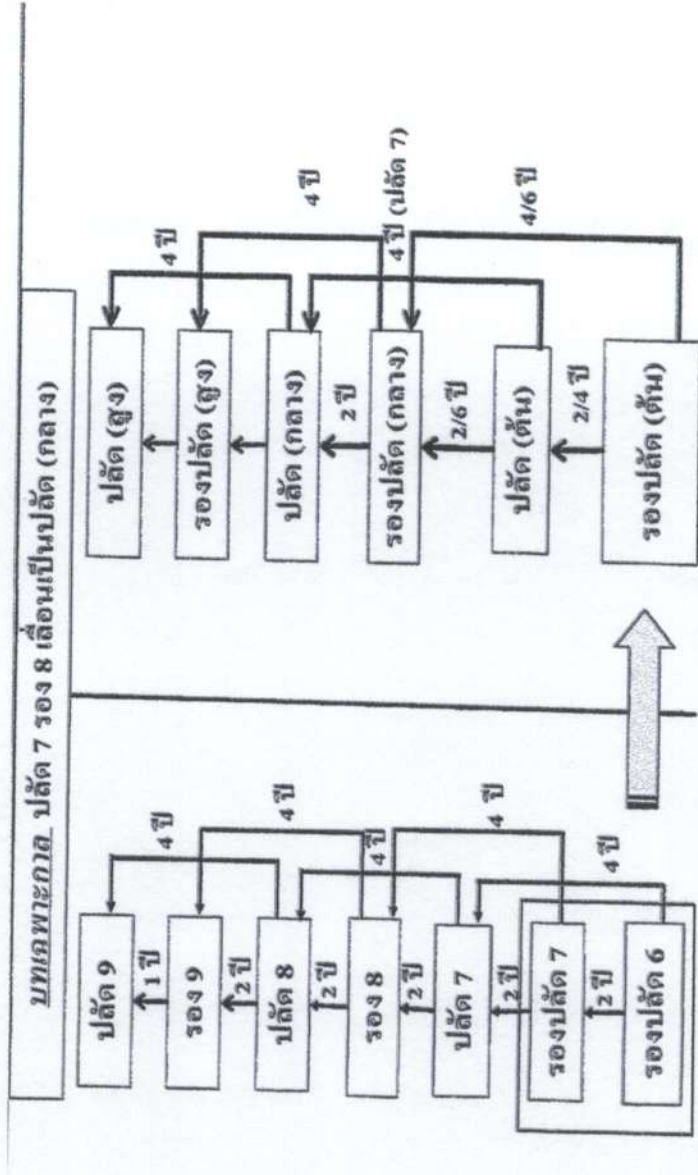 บทเฉพาะกาล ปลัด 7 รอง 8 เลื่อนเป็นปลัด (กลาง)
ปลัด 9
1 ปี
4 ปี
รอง 9
2 ปี
4 ปี
ปลัด 8
2 ปี
4 ปี
รอง 8
2 ปี
4 ปี
ปลัด 7
2 ปี
4 ปี
รองปลัด 7
2 ปี
รองปลัด 6
ปลัด (สูง)
4 ปี
รองปลัด (สูง)
4 ปี
ปลัด (กลาง)
2 ปี
4 ปี (ปลัด 7)
รองปลัด (กลาง)
2/6 ปี
4/6 ปี
ปลัด (ต้น)
2/4 ปี
รองปลัด (ต้น)